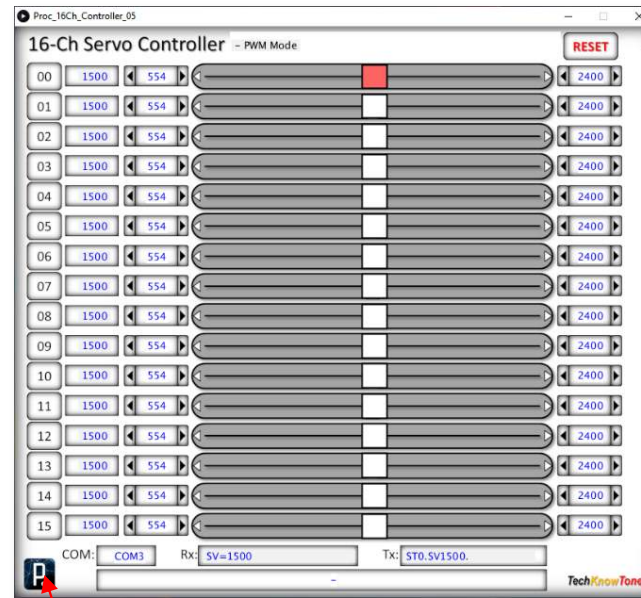 Proc_16Ch_Controller_05
16-Ch Servo Controller - PWM Mode RESET
00 1500 554 2400
01 1500 554 2400
02 1500 554 2400
03 1500 554 2400
04 1500 554 2400
05 1500 554 2400
06 1500 554 2400
07 1500 554 2400
08 1500 554 2400
09 1500 554 2400
10 1500 554 2400
11 1500 554 2400
12 1500 554 2400
13 1500 554 2400
14 1500 554 2400
15 1500 554 2400
COM: COM3 Rx: SV=1500 Tx: ST0.SV1500.
P - TechKnowTone